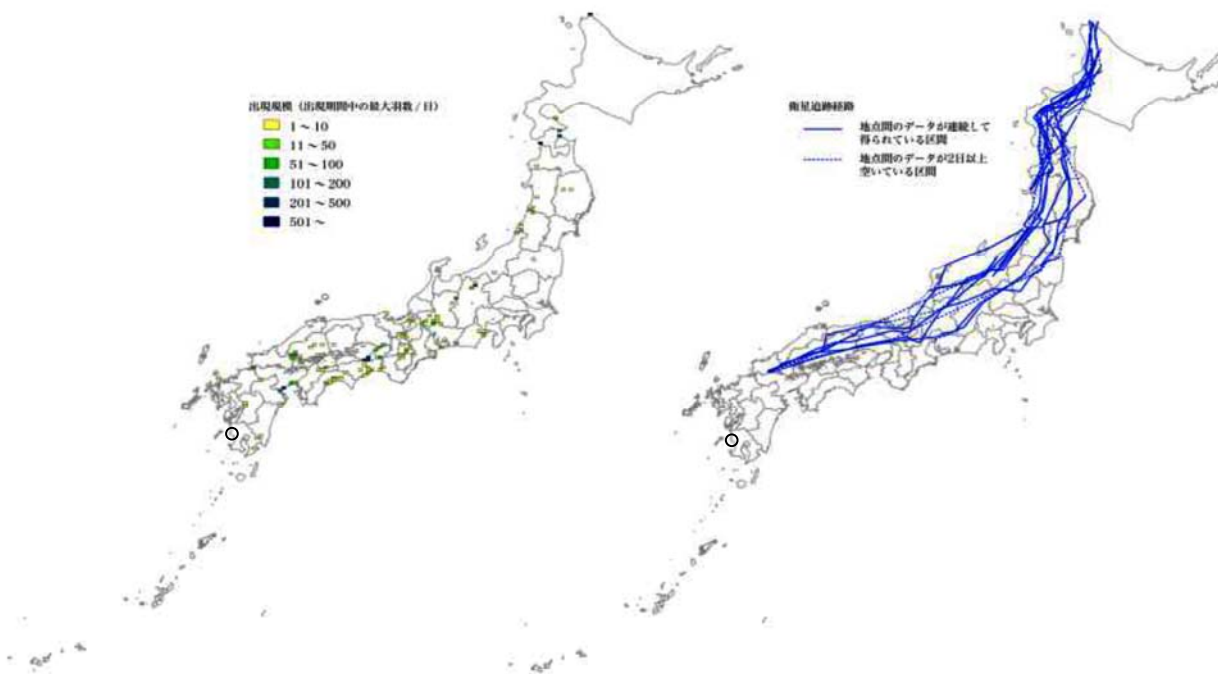 出現規模（出現期間中の最大羽数 / 日）
1～10
11～50
51～100
101～200
201～500
501～
衛星追跡経路
地点間のデータが連続して
得られている区間
地点間のデータが2日以上
空いている区間